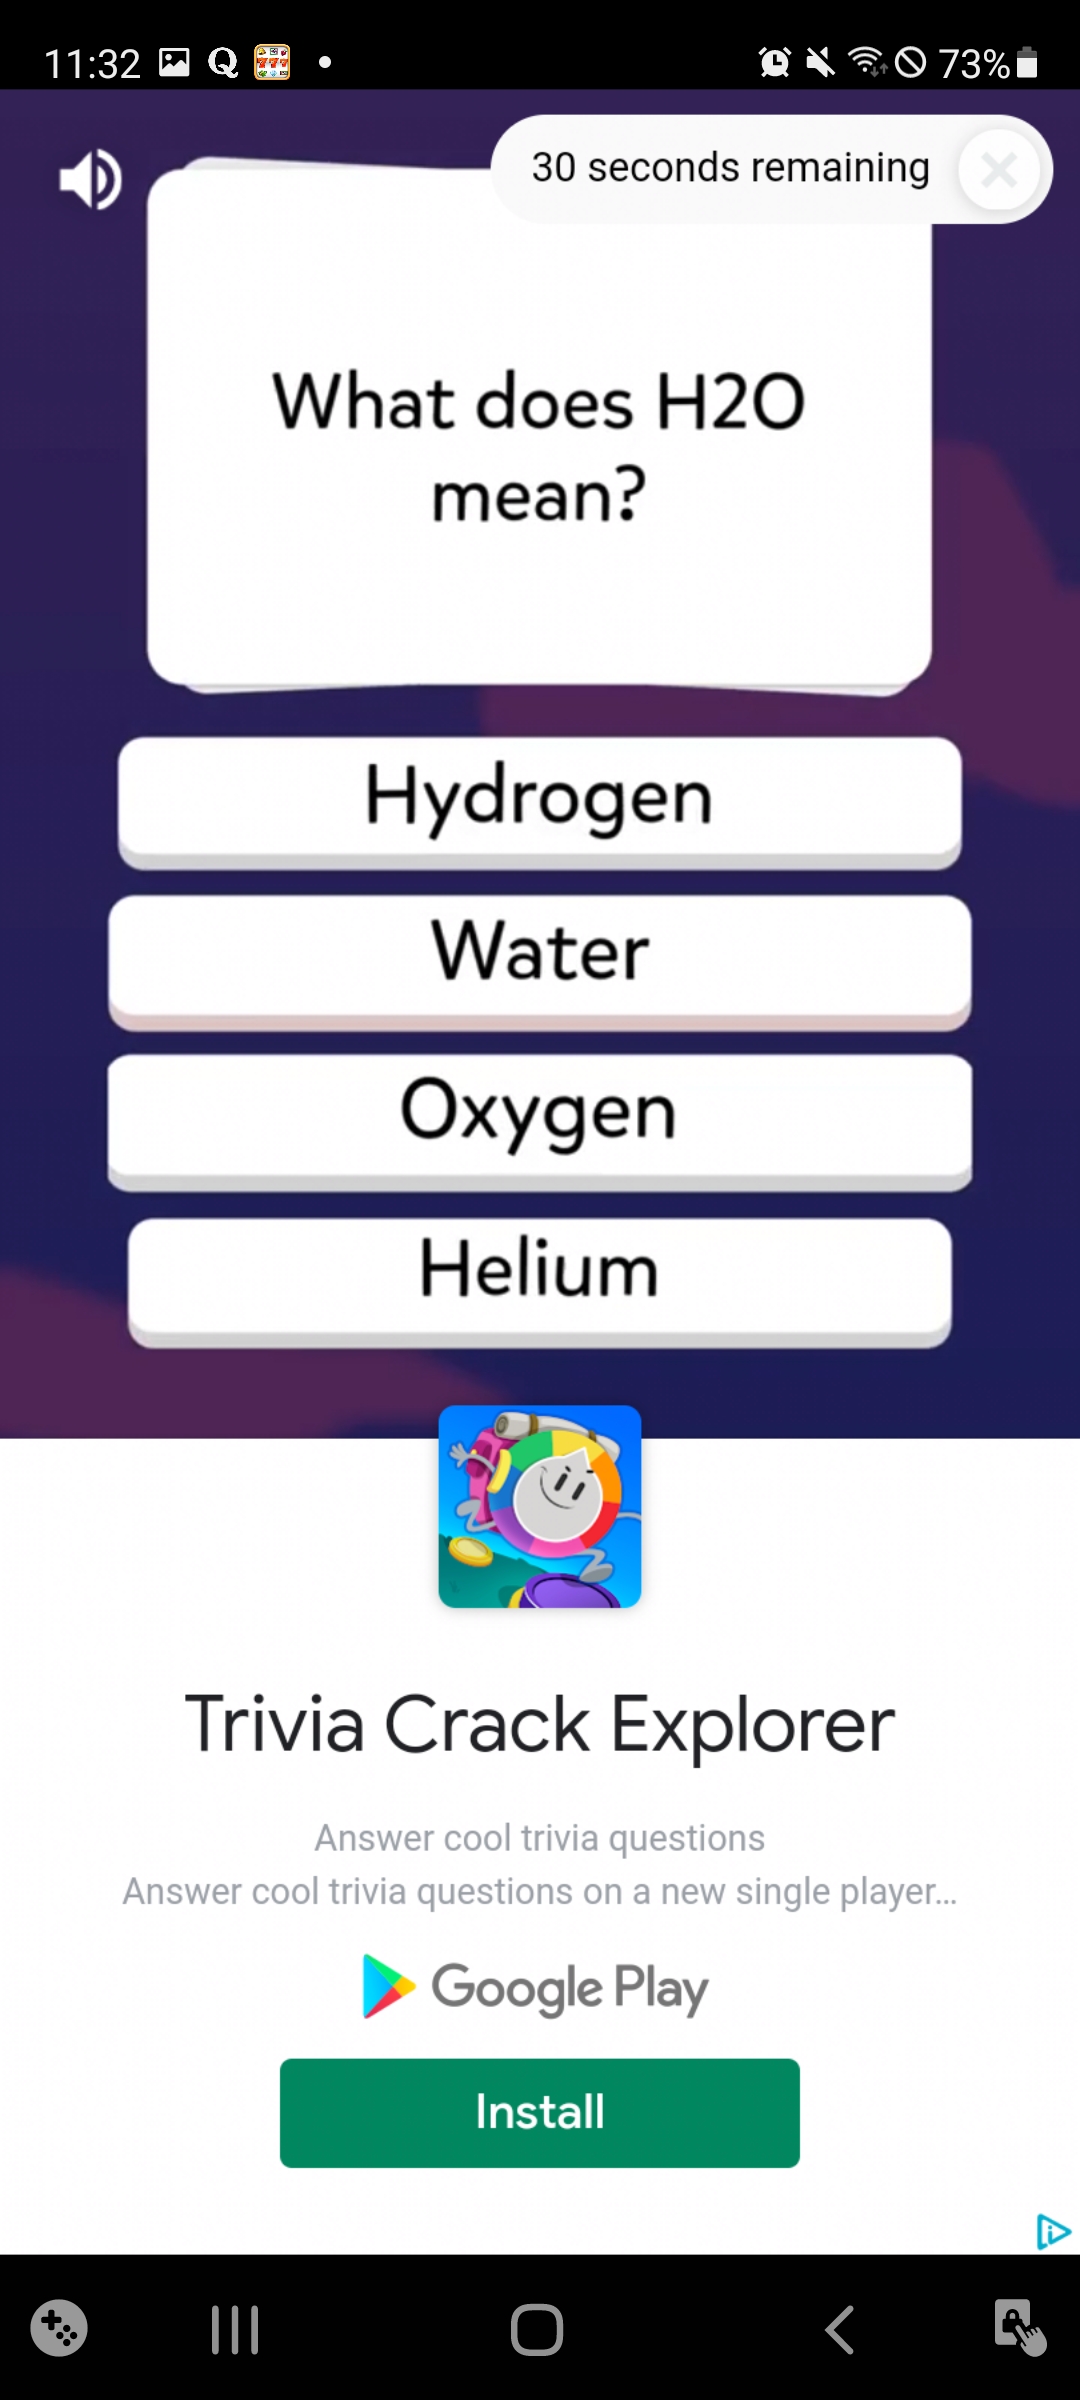 11:32
73%
30 seconds remaining
What does H2O
mean?
Hydrogen
Water
Oxygen
Helium
Trivia Crack Explorer
Answer cool trivia questions
Answer cool trivia questions on a new single player...
Google Play
Install